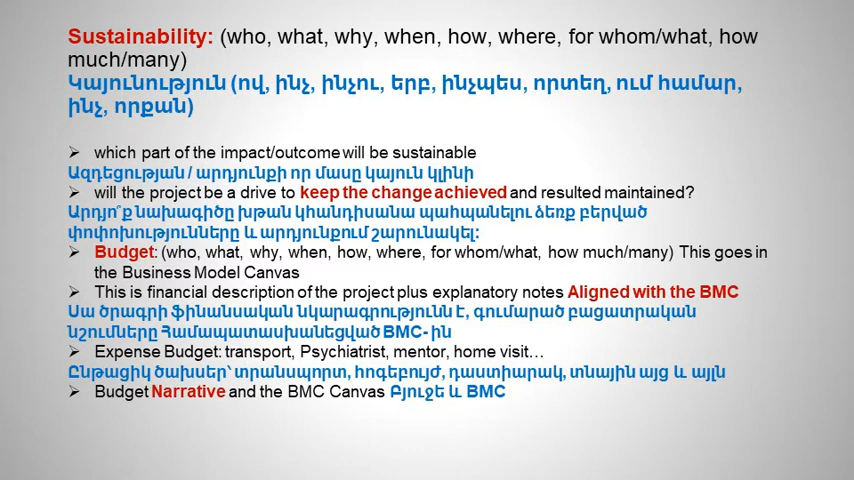 Sustainability: (who, what, why, when, how, where, for whom/what, how
much/many)
Կայունություն (ով, ինչ, ինչու, երբ, ինչպես, որտեղ, ում համար,
ինչ, որքան)
➢ which part of the impact/outcome will be sustainable
Ազդեցության / արդյունքի որ մասը կայուն կլինի
➢ will the project be a drive to keep the change achieved and resulted maintained?
Արդյո՞ք նախագիծը խթան կհանդիսանա պահպանելու ձեռք բերված
փոփոխությունները և արդյունքում շարունակել:
➢ Budget: (who, what, why, when, how, where, for whom/what, how much/many) This goes in
the Business Model Canvas
➢ This is financial description of the project plus explanatory notes Aligned with the BMC
Սա ծրագրի ֆինանսական նկարագրությունն է, գումարած բացատրական
նշումները Համապատասխանեցված BMC- ին
➢ Expense Budget: transport, Psychiatrist, mentor, home visit…
Ընթացիկ ծախսեր՝ տրանսպորտ, հոգեբույժ, դաստիարակ, տնային այց և այլն
➢ Budget Narrative and the BMC Canvas Բյուջե և BMC